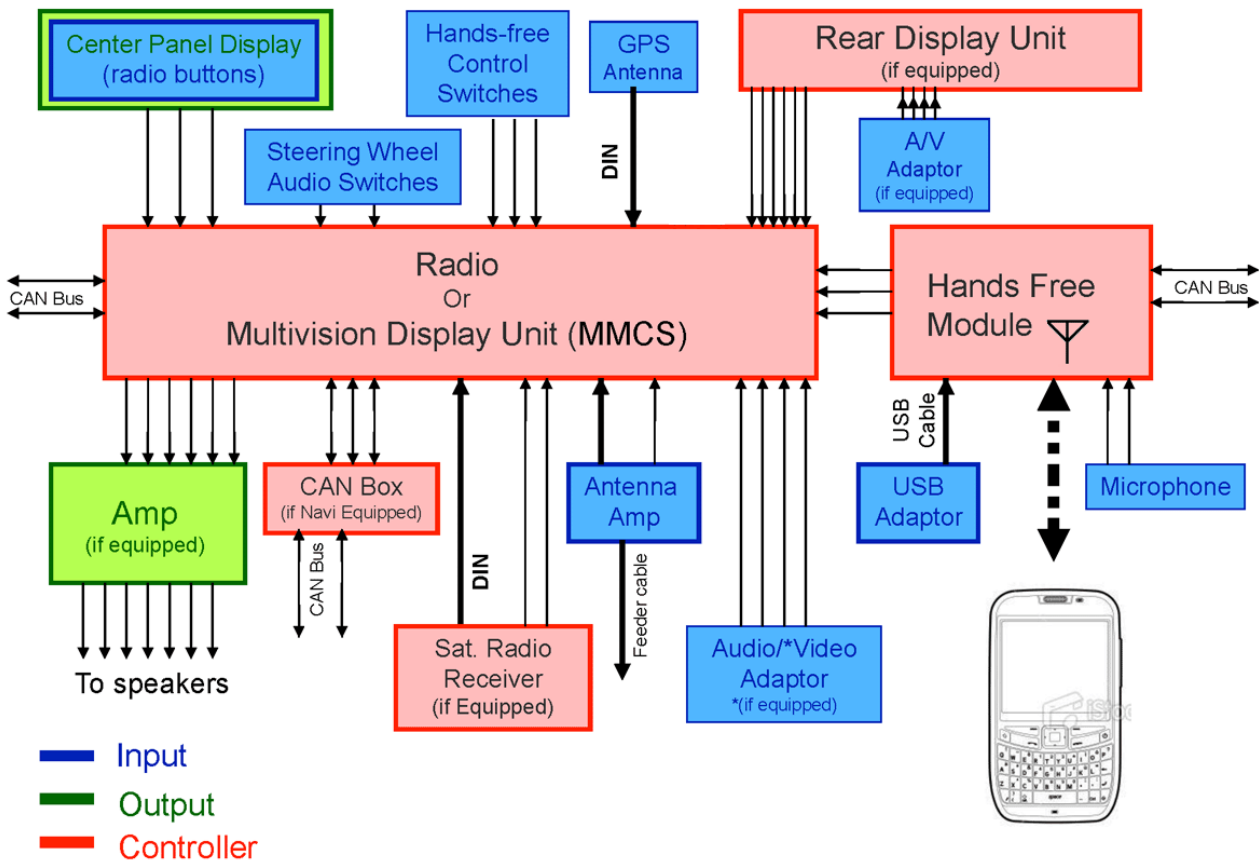 Center Panel Display
(radio buttons)
Hands-free
Control
Switches
GPS
Antenna
Rear Display Unit
(if equipped)
Steering Wheel
Audio Switches
DIN
A/V
Adaptor
(if equipped)
CAN Bus
Radio
Or
Multivision Display Unit (MMCS)
Hands Free
Module
CAN Bus
USB
Cable
Amp
(if equipped)
CAN Box
(if Navi Equipped)
CAN Bus
DIN
Antenna
Amp
Feeder cable
USB
Adaptor
Microphone
To speakers
Sat. Radio
Receiver
(if Equipped)
Audio/*Video
Adaptor
*(if equipped)
Input
Output
Controller